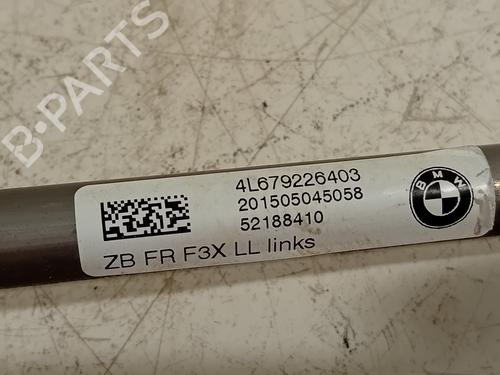 B-PARTS
4L679226403
201505045058
52188410
ZB FR F3X LL links
BMW